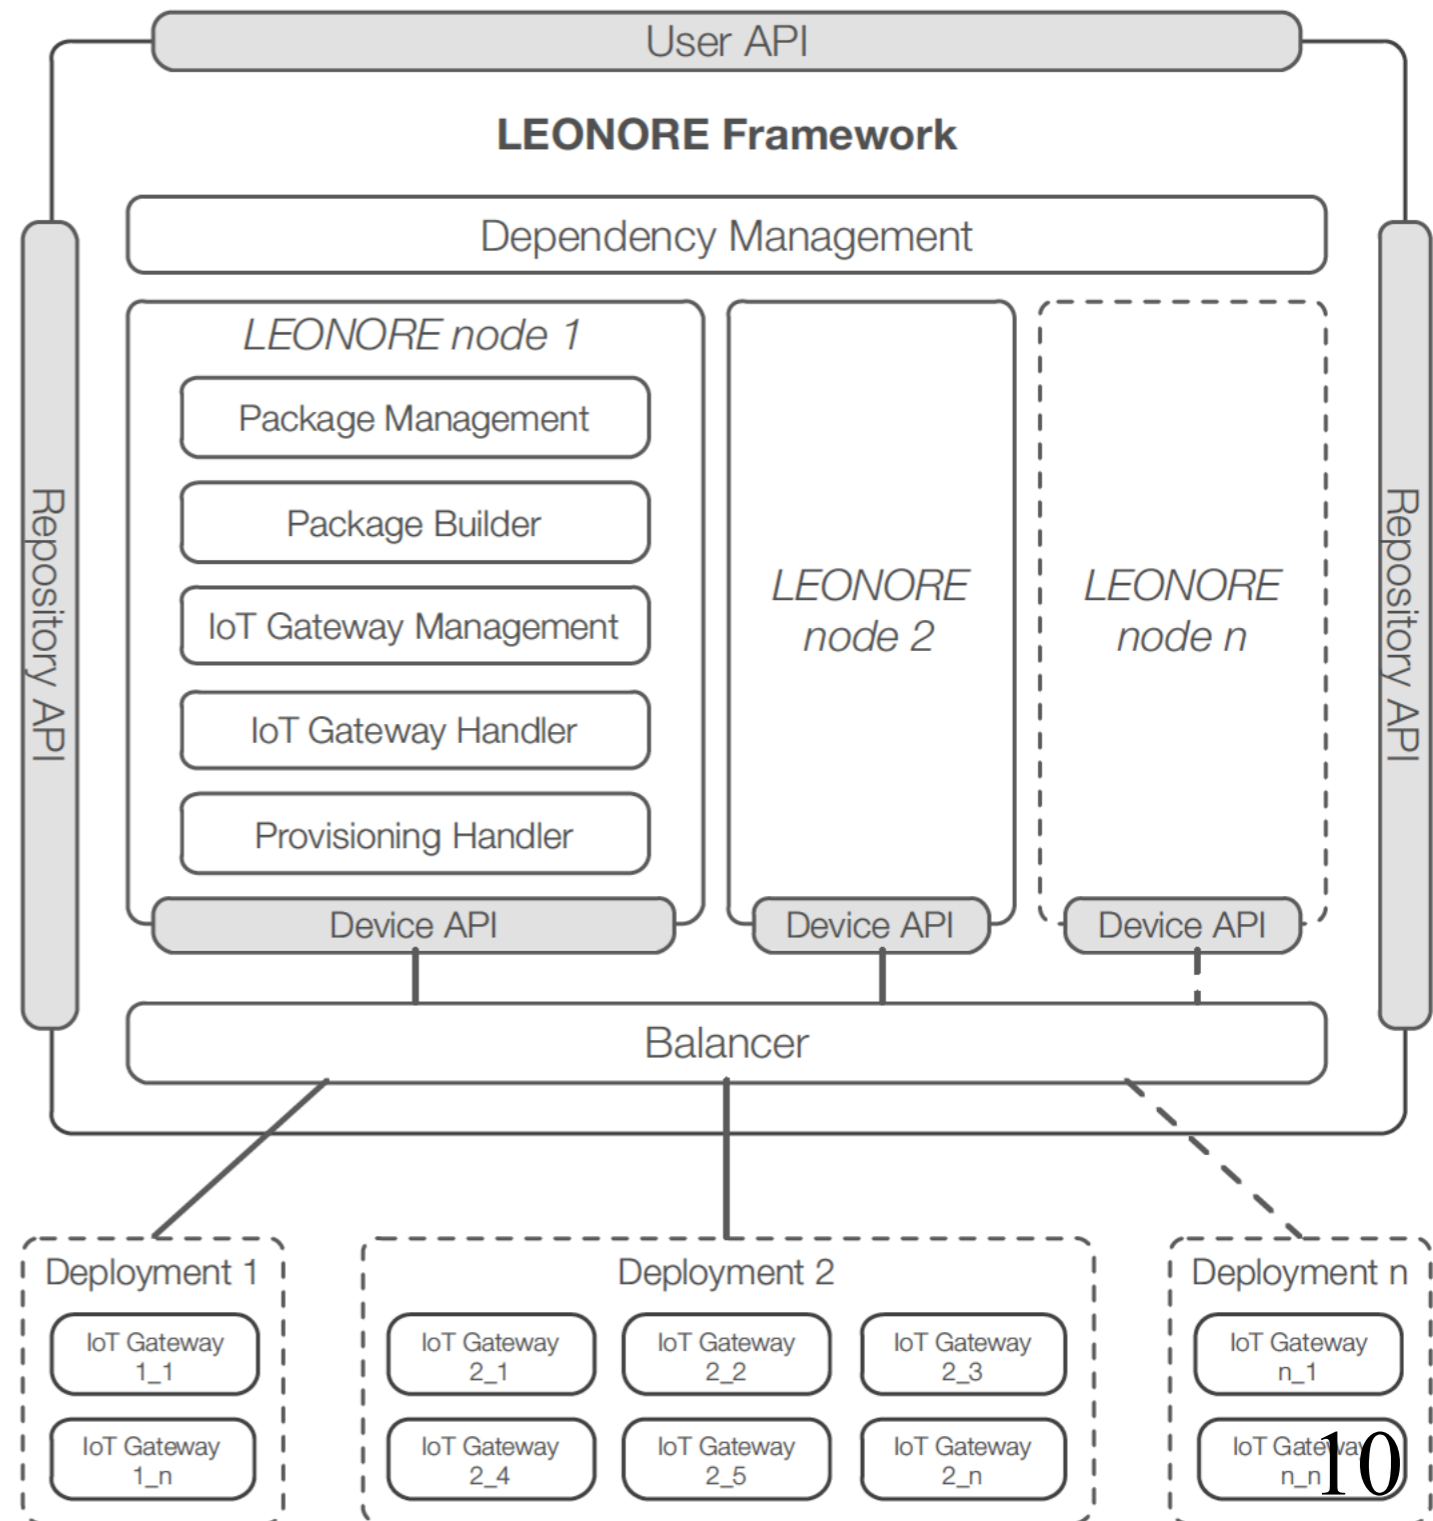 User API
LEONORE Framework
Dependency Management
Repository API
LEONORE node 1
Package Management
Package Builder
IoT Gateway Management
IoT Gateway Handler
Provisioning Handler
Device API
LEONORE
node 2
Device API
LEONORE
node n
Device API
Repository API
Balancer
Deployment 1
IoT Gateway
1_1
IoT Gateway
1_n
Deployment 2
IoT Gateway
2_1
IoT Gateway
2_2
IoT Gateway
2_3
IoT Gateway
2_4
IoT Gateway
2_5
IoT Gateway
2_n
Deployment n
IoT Gateway
n_1
IoT Gateway
n_n
10